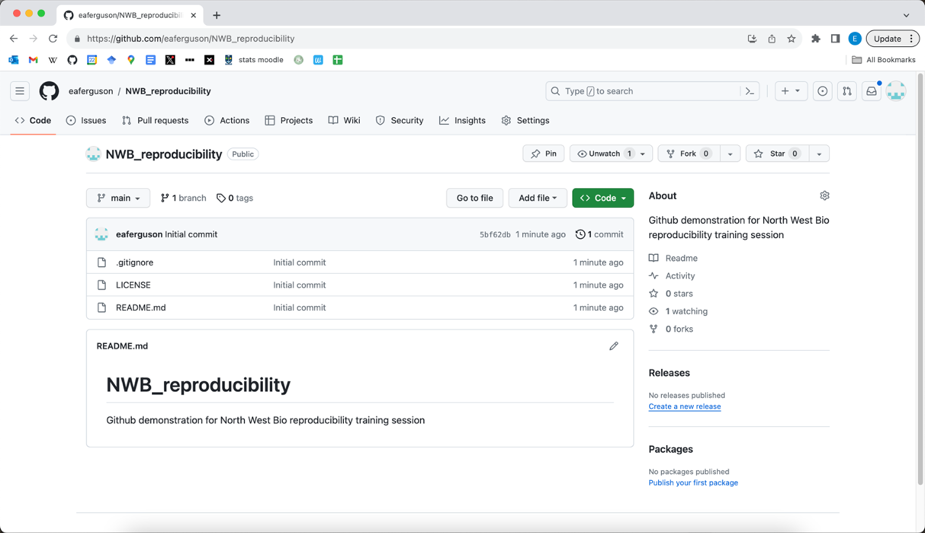 eaferguson/NWB_reproducibili
https://github.com/eaferguson/NWB_reproducibility
E
Update
stats moodle
All Bookmarks
eaferguson / NWB_reproducibility
Type / to search
Code Issues Pull requests Actions Projects Wiki Security Insights Settings
NWB_reproducibility Public
Pin Unwatch 1 Fork 0 Star 0
main 1 branch 0 tags Go to file Add file Code
eaferguson Initial commit 5bf62db 1 minute ago 1 commit
.gitignore Initial commit 1 minute ago
LICENSE Initial commit 1 minute ago
README.md Initial commit 1 minute ago
README.md
NWB_reproducibility
Github demonstration for North West Bio reproducibility training session
About
Github demonstration for North West Bio
reproducibility training session
Readme
Activity
0 stars
1 watching
0 forks
Releases
No releases published
Create a new release
Packages
No packages published
Publish your first package